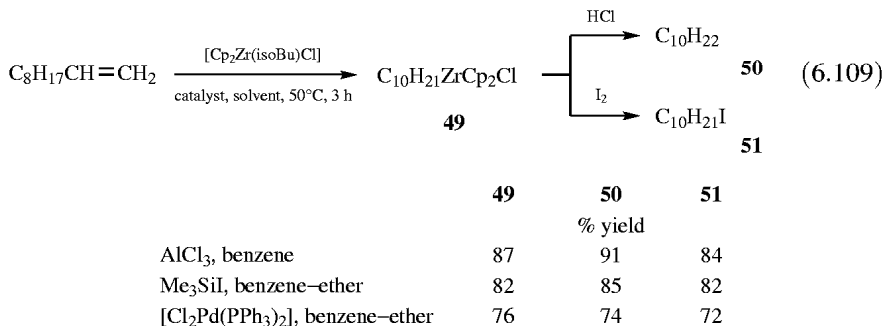 HCl
[Cp₂Zr(isoBu)Cl]
C₈H₁₇CH=CH₂ C₁₀H₂₁ZrCp₂Cl C₁₀H₂₂
catalyst, solvent, 50°C, 3 h
50 (6.109)
49
I₂
C₁₀H₂₁I
51
49 50 51
% yield
AlCl₃, benzene 87 91 84
Me₃SiI, benzene–ether 82 85 82
[Cl₂Pd(PPh₃)₂], benzene–ether 76 74 72